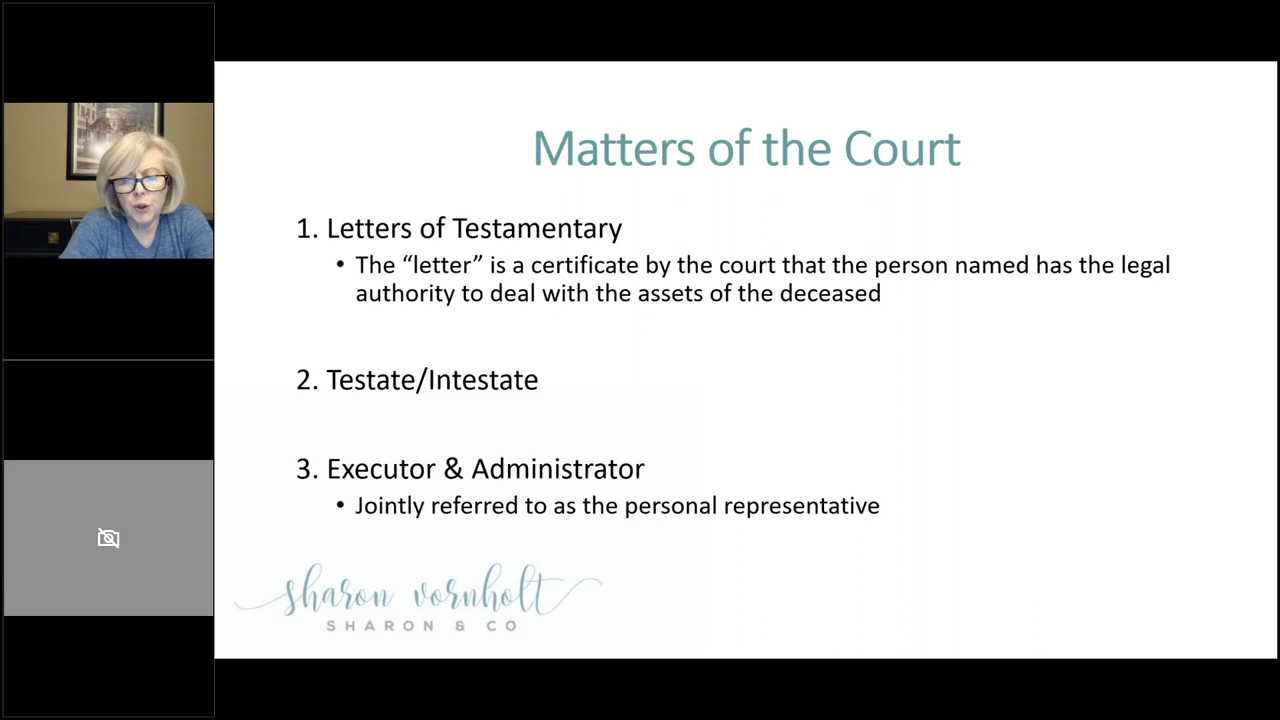 Matters of the Court
1. Letters of Testamentary
• The “letter” is a certificate by the court that the person named has the legal
authority to deal with the assets of the deceased
2. Testate/Intestate
3. Executor & Administrator
• Jointly referred to as the personal representative
sharon vornholt
SHARON & CO